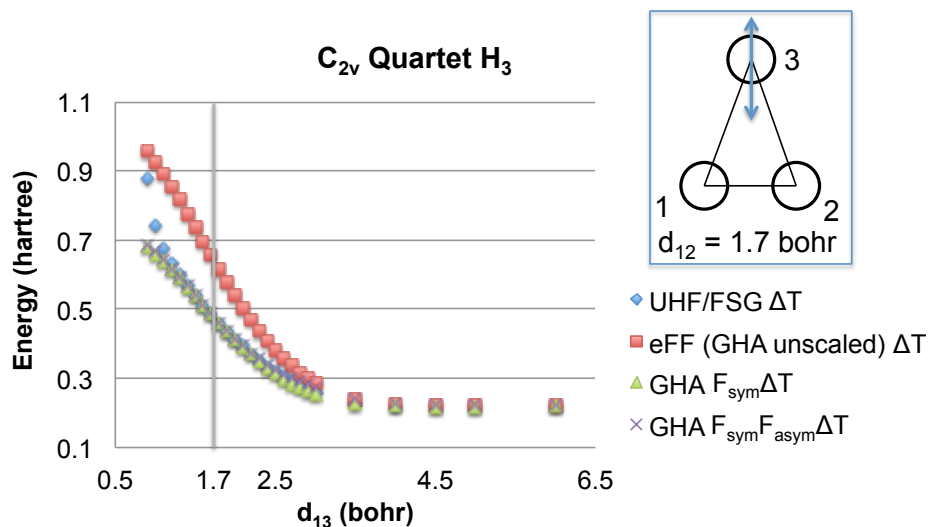 C2v Quartet H3
Energy (hartree)
1.1
0.9
0.7
0.5
0.3
0.1
0.5
1.7
2.5
4.5
6.5
d13 (bohr)
3
1
2
d12 = 1.7 bohr
UHF/FSG ΔT
eFF (GHA unscaled) ΔT
GHA FsymΔT
GHA FsymFasymΔT